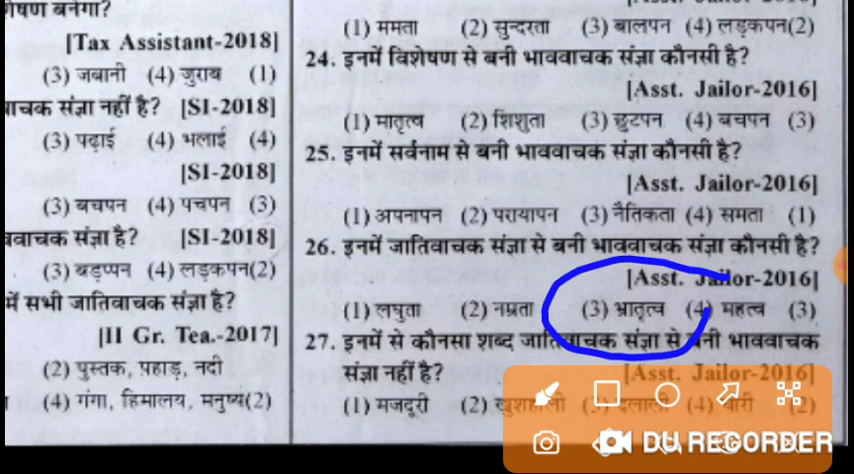 शेषण बनेगा?
[Tax Assistant-2018]
(3) जबानी (4) जुराब (1)
वाचक संज्ञा नहीं है? [SI-2018]
(3) पढ़ाई (4) भलाई (4)
[SI-2018]
(3) बचपन (4) पचपन (3)
ववाचक संज्ञा है? [SI-2018]
(3) बड़प्पन (4) लड़कपन(2)
में सभी जातिवाचक संज्ञा है?
[II Gr. Tea.-2017]
(2) पुस्तक, पहाड़, नदी
(4) गंगा, हिमालय, मनुष्य(2)
(1) ममता (2) सुन्दरता (3) बालपन (4) लड़कपन(2)
24. इनमें विशेषण से बनी भाववाचक संज्ञा कौनसी है?
[Asst. Jailor-2016]
(1) मातृत्व (2) शिशुता (3) छुटपन (4) बचपन (3)
25. इनमें सर्वनाम से बनी भाववाचक संज्ञा कौनसी है?
[Asst. Jailor-2016]
(1) अपनापन (2) परायापन (3) नैतिकता (4) समता (1)
26. इनमें जातिवाचक संज्ञा से बनी भाववाचक संज्ञा कौनसी है?
[Asst. Jailor-2016]
(1) लघुता (2) नम्रता (3) भ्रातृत्व (4) महत्व (3)
27. इनमें से कौनसा शब्द जातिवाचक संज्ञा से बनी भाववाचक
संज्ञा नहीं है? [Asst. Jailor-2016]
(1) मजदूरी (2) खुशहाली (3) दलाली (4) चोरी (2)
DU RECORDER